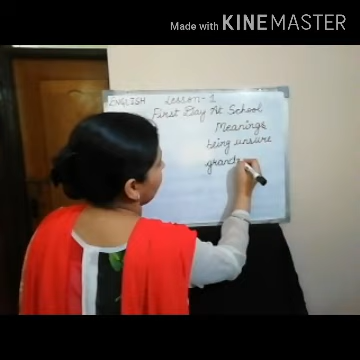 Made with KINEMASTER
ENGLISH Lesson-1
First Day At School
Meanings
being unsure
grand